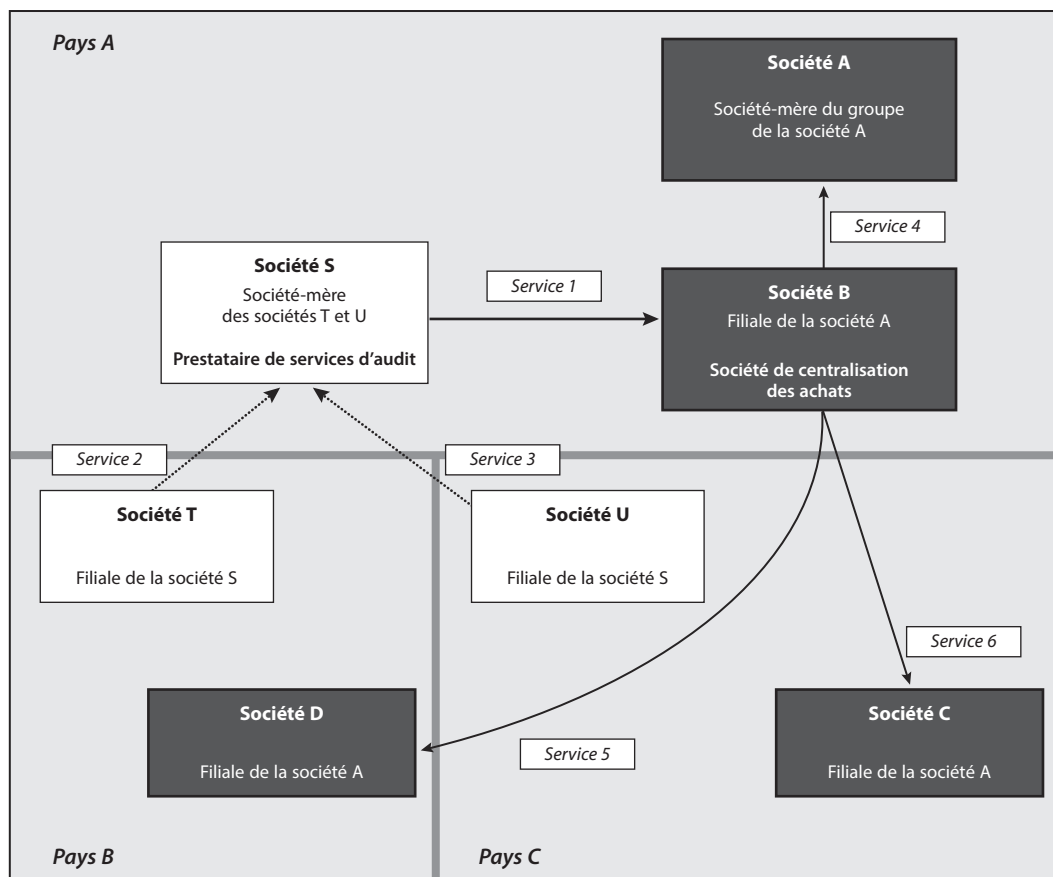 Pays A
Société A
Société-mère du groupe
de la société A
Service 4
Société S
Société-mère
des sociétés T et U
Prestataire de services d'audit
Service 1
Société B
Filiale de la société A
Société de centralisation
des achats
Service 2
Service 3
Société T
Filiale de la société S
Société U
Filiale de la société S
Service 6
Société D
Filiale de la société A
Service 5
Société C
Filiale de la société A
Pays B
Pays C